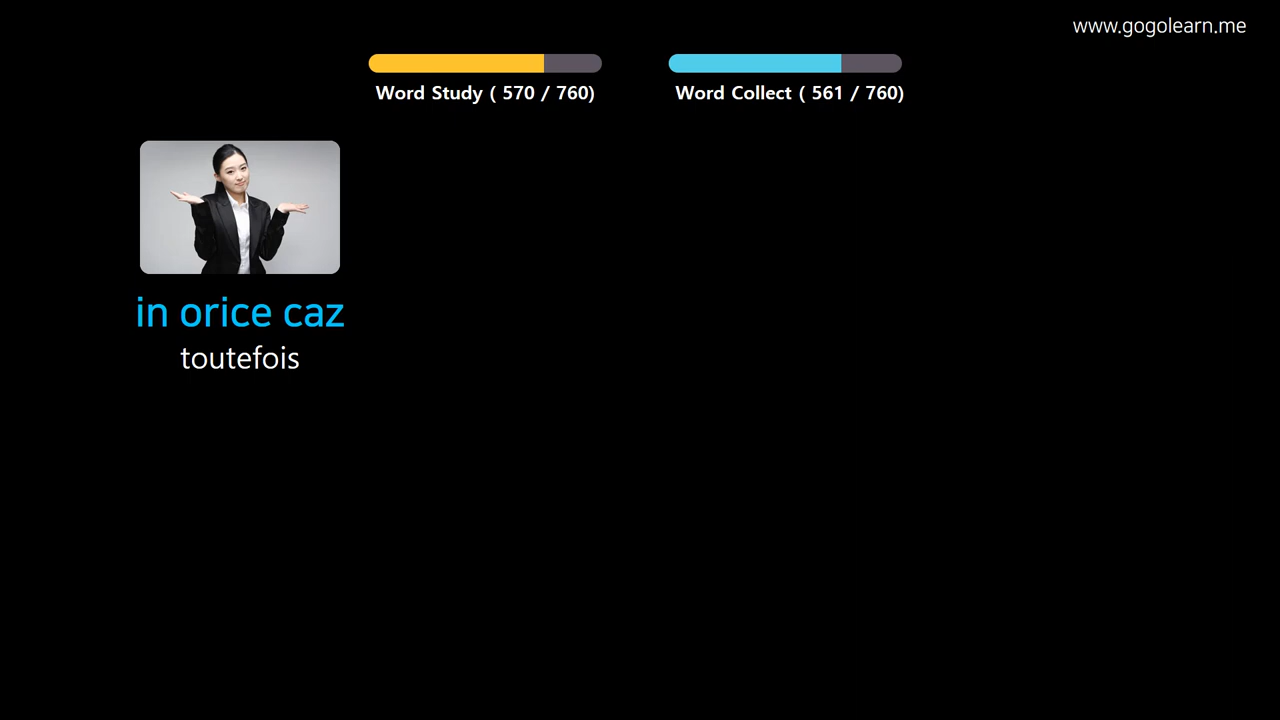 www.gogolearn.me
Word Study ( 570 / 760)
Word Collect ( 561 / 760)
in orice caz
toutefois